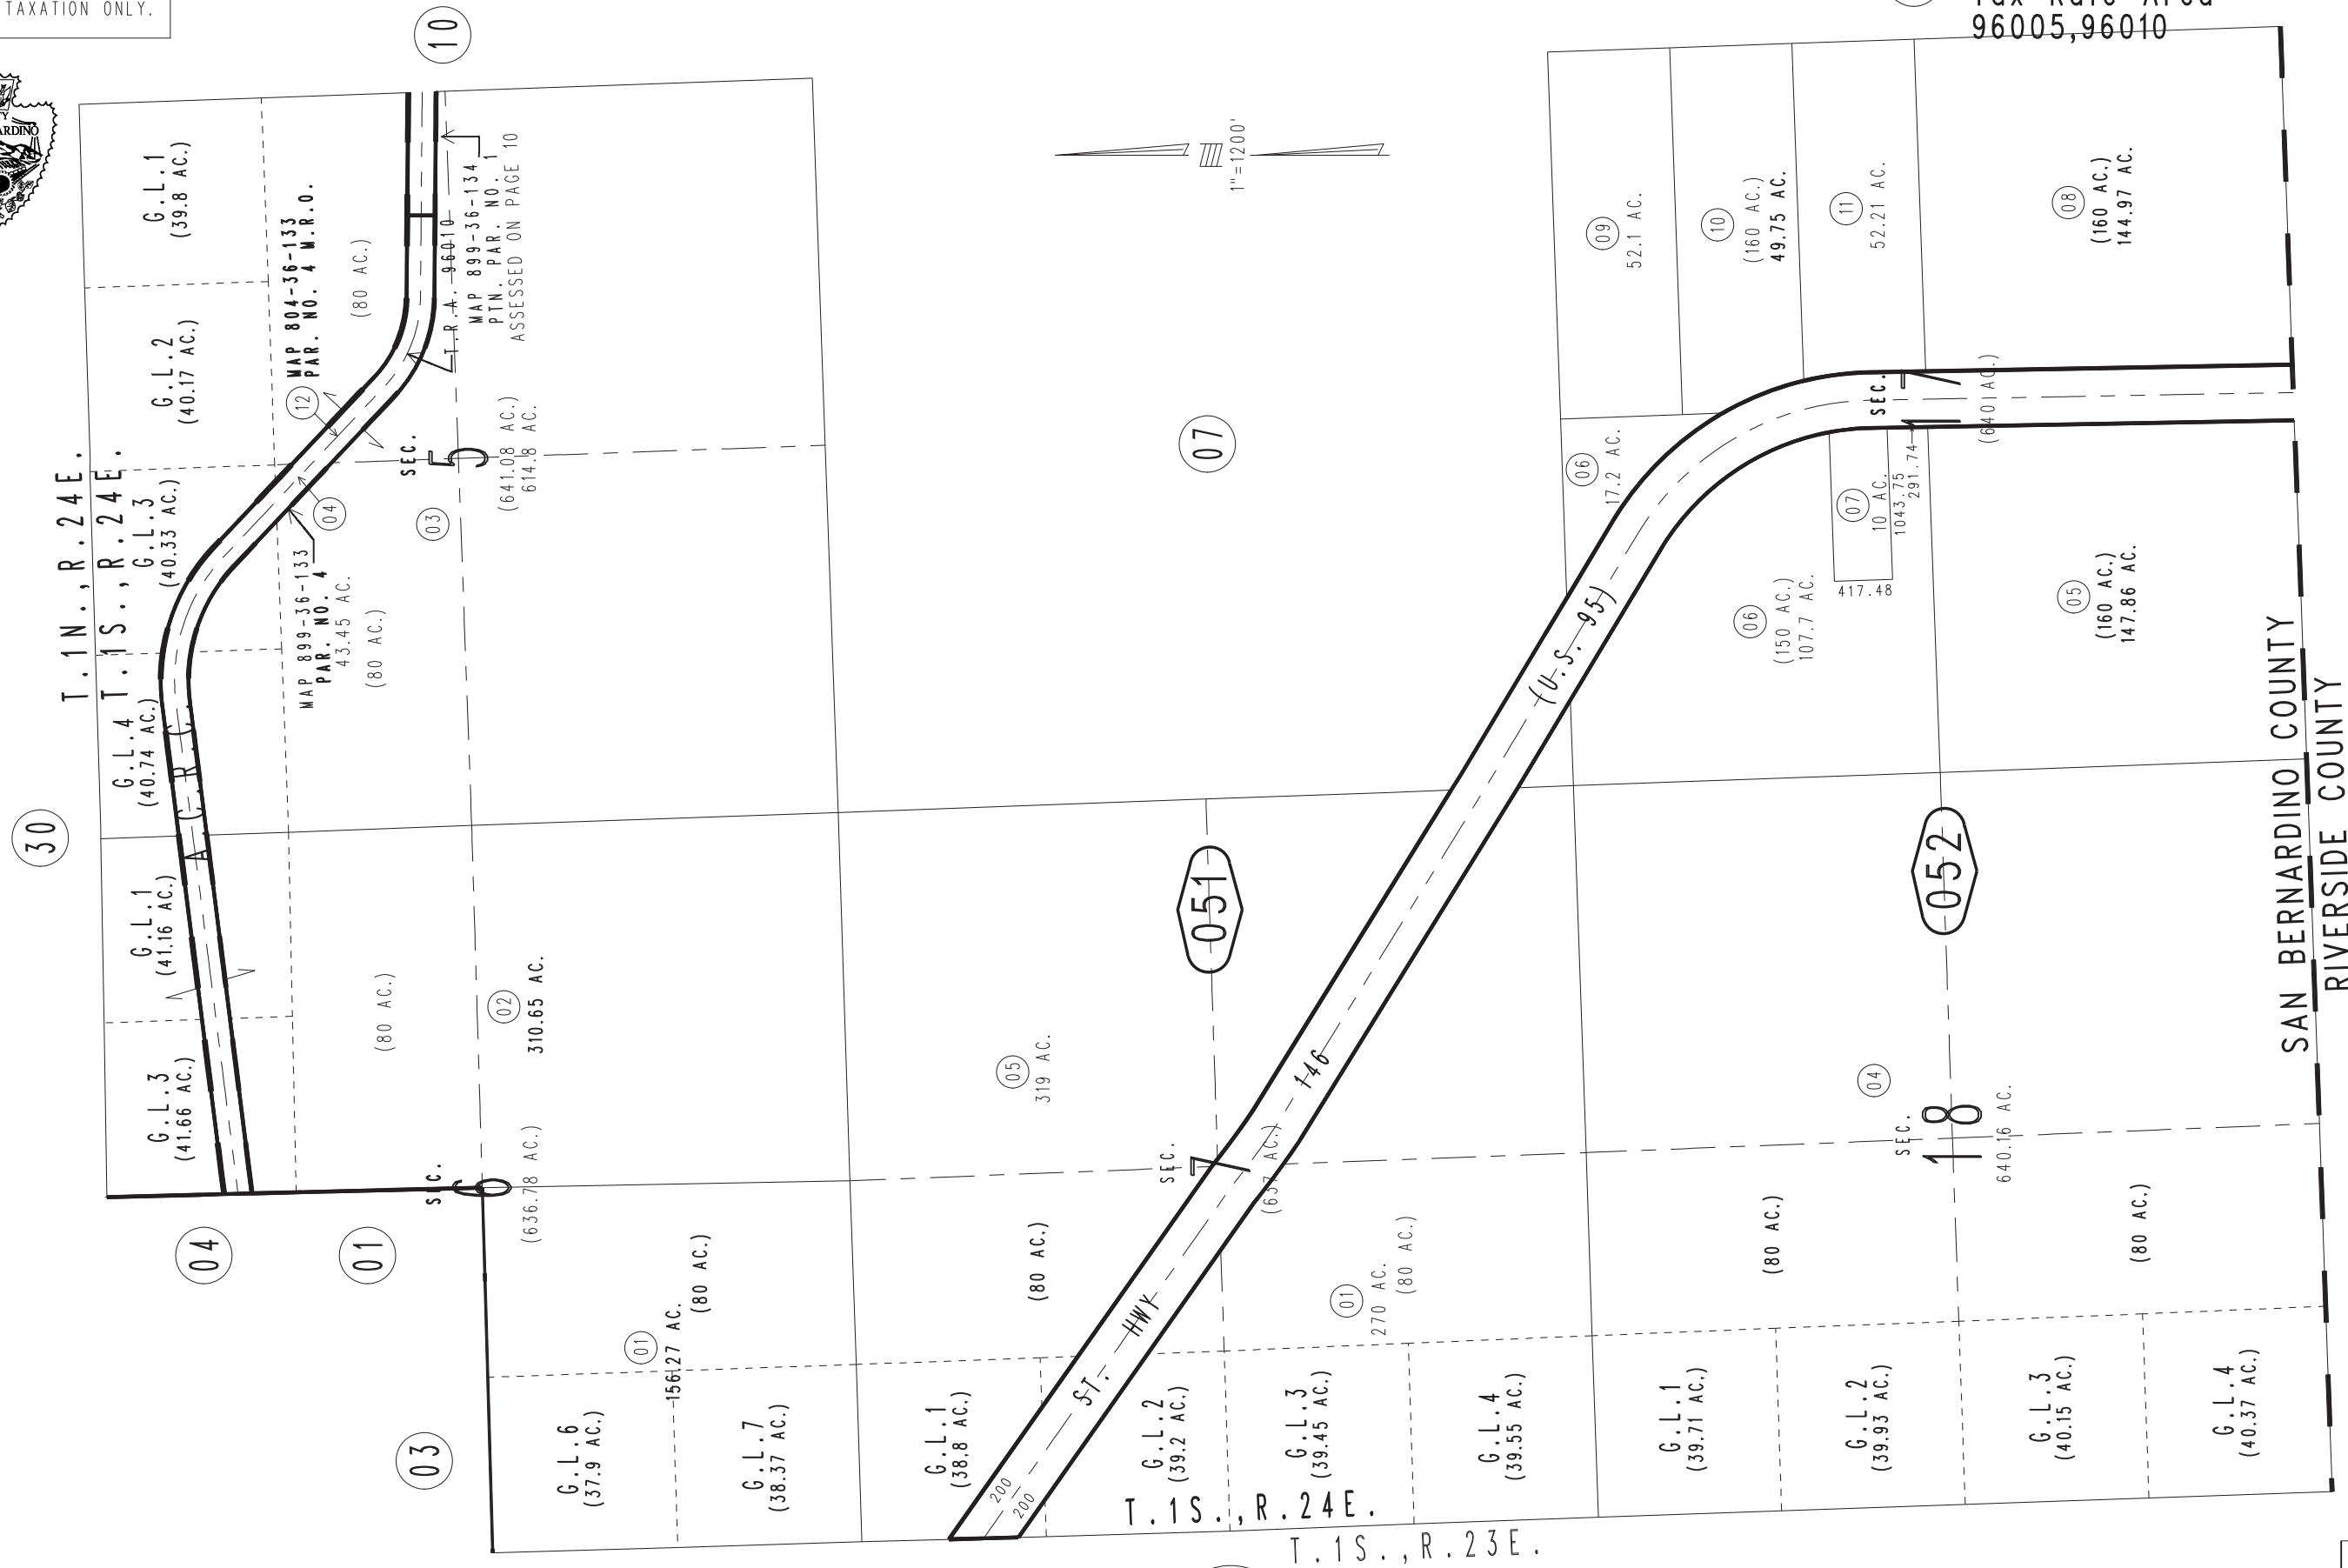 TAXATION ONLY.
ARDINO
10
Tax Rate Area
96005,96010
T.1N.,R.24E.
T.1S.,R.24E.
30
G.L.1
(39.8 AC.)
G.L.2
(40.17 AC.)
G.L.3
(40.33 AC.)
G.L.4
(40.74 AC.)
G.L.1
(41.16 AC.)
G.L.3
(41.66 AC.)
A.C.R.C.
MAP 804-36-133
PAR. NO. 4 M.R.O.
(80 AC.)
12
T.R.A. 96010
MAP 899-36-134
PTN. PAR. NO. 1
ASSESSED ON PAGE 10
04
MAP 899-36-133
PAR. NO. 4
43.45 AC.
(80 AC.)
SEC.
5
03
(641.08 AC.)
614.8 AC.
(80 AC.)
02
310.65 AC.
SEC.
6
(636.78 AC.)
04
01
03
01
156.27 AC.
(80 AC.)
G.L.6
(37.9 AC.)
G.L.7
(38.37 AC.)
1"=1200'
07
051
05
319 AC.
(80 AC.)
SEC.
7
(637 AC.)
01
270 AC.
(80 AC.)
G.L.1
(38.8 AC.)
G.L.2
(39.2 AC.)
G.L.3
(39.45 AC.)
G.L.4
(39.55 AC.)
200
200
ST. HWY 146 (U.S. 95)
09
52.1 AC.
10
(160 AC.)
49.75 AC.
11
52.21 AC.
08
(160 AC.)
144.97 AC.
06
17.2 AC.
SEC.
17
(640 AC.)
07
10 AC.
1043.75
291.74
417.48
06
(150 AC.)
107.7 AC.
05
(160 AC.)
147.86 AC.
052
04
SEC.
18
640.16 AC.
(80 AC.)
(80 AC.)
G.L.1
(39.71 AC.)
G.L.2
(39.93 AC.)
G.L.3
(40.15 AC.)
G.L.4
(40.37 AC.)
T.1S.,R.24E.
T.1S.,R.23E.
SAN BERNARDINO COUNTY
RIVERSIDE COUNTY